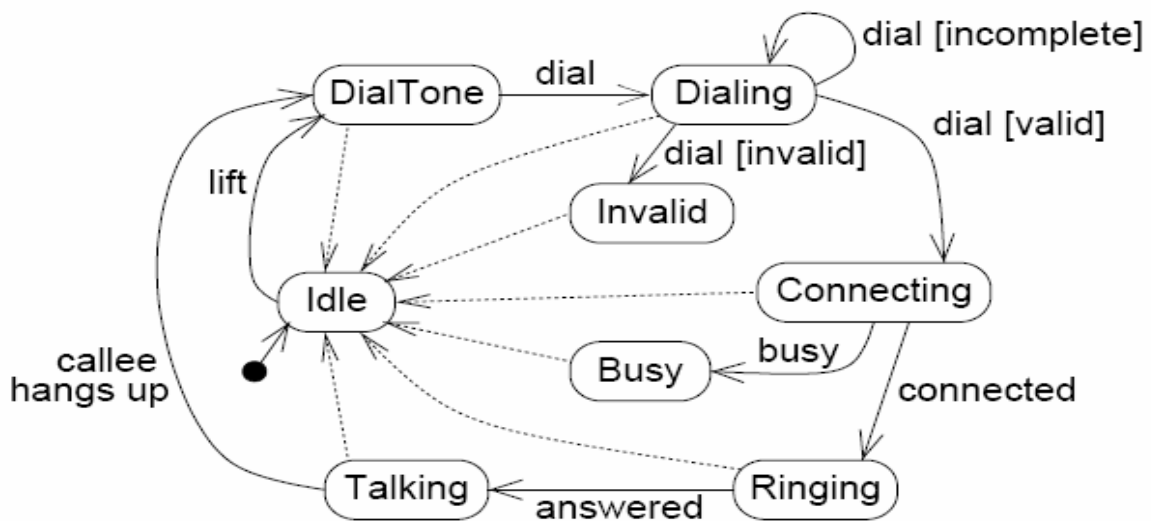 dial [incomplete]
DialTone
dial
Dialing
dial [valid]
dial [invalid]
lift
Invalid
Idle
Connecting
callee
hangs up
Busy
busy
connected
Talking
answered
Ringing